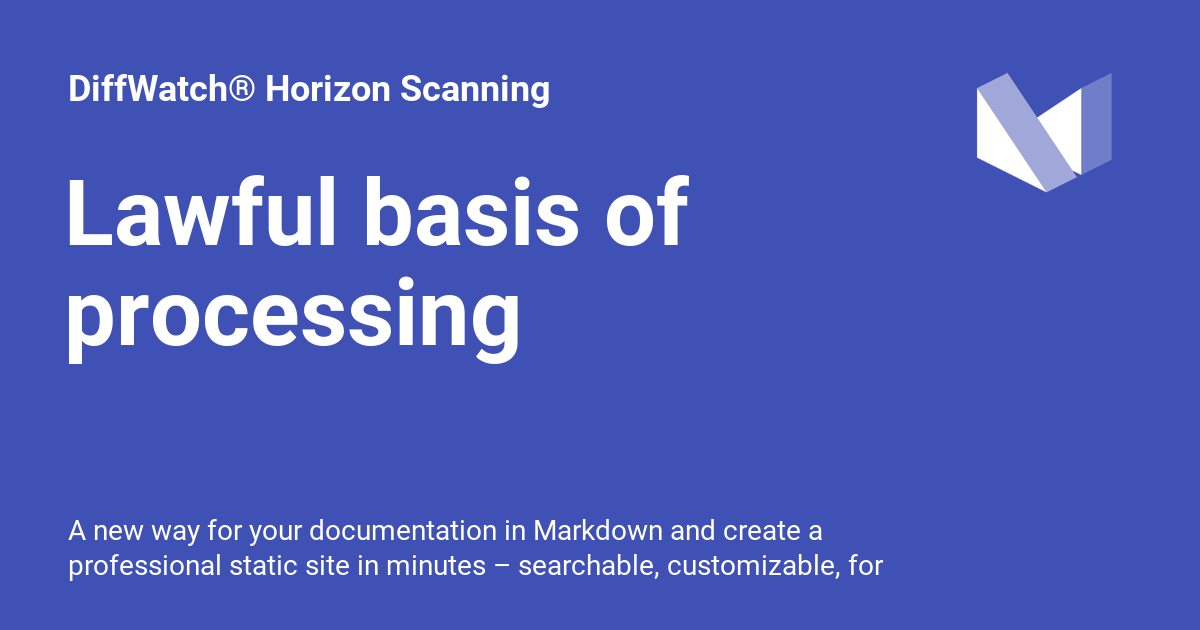 DiffWatch® Horizon Scanning
Lawful basis of
processing
A new way for your documentation in Markdown and create a
professional static site in minutes – searchable, customizable, for